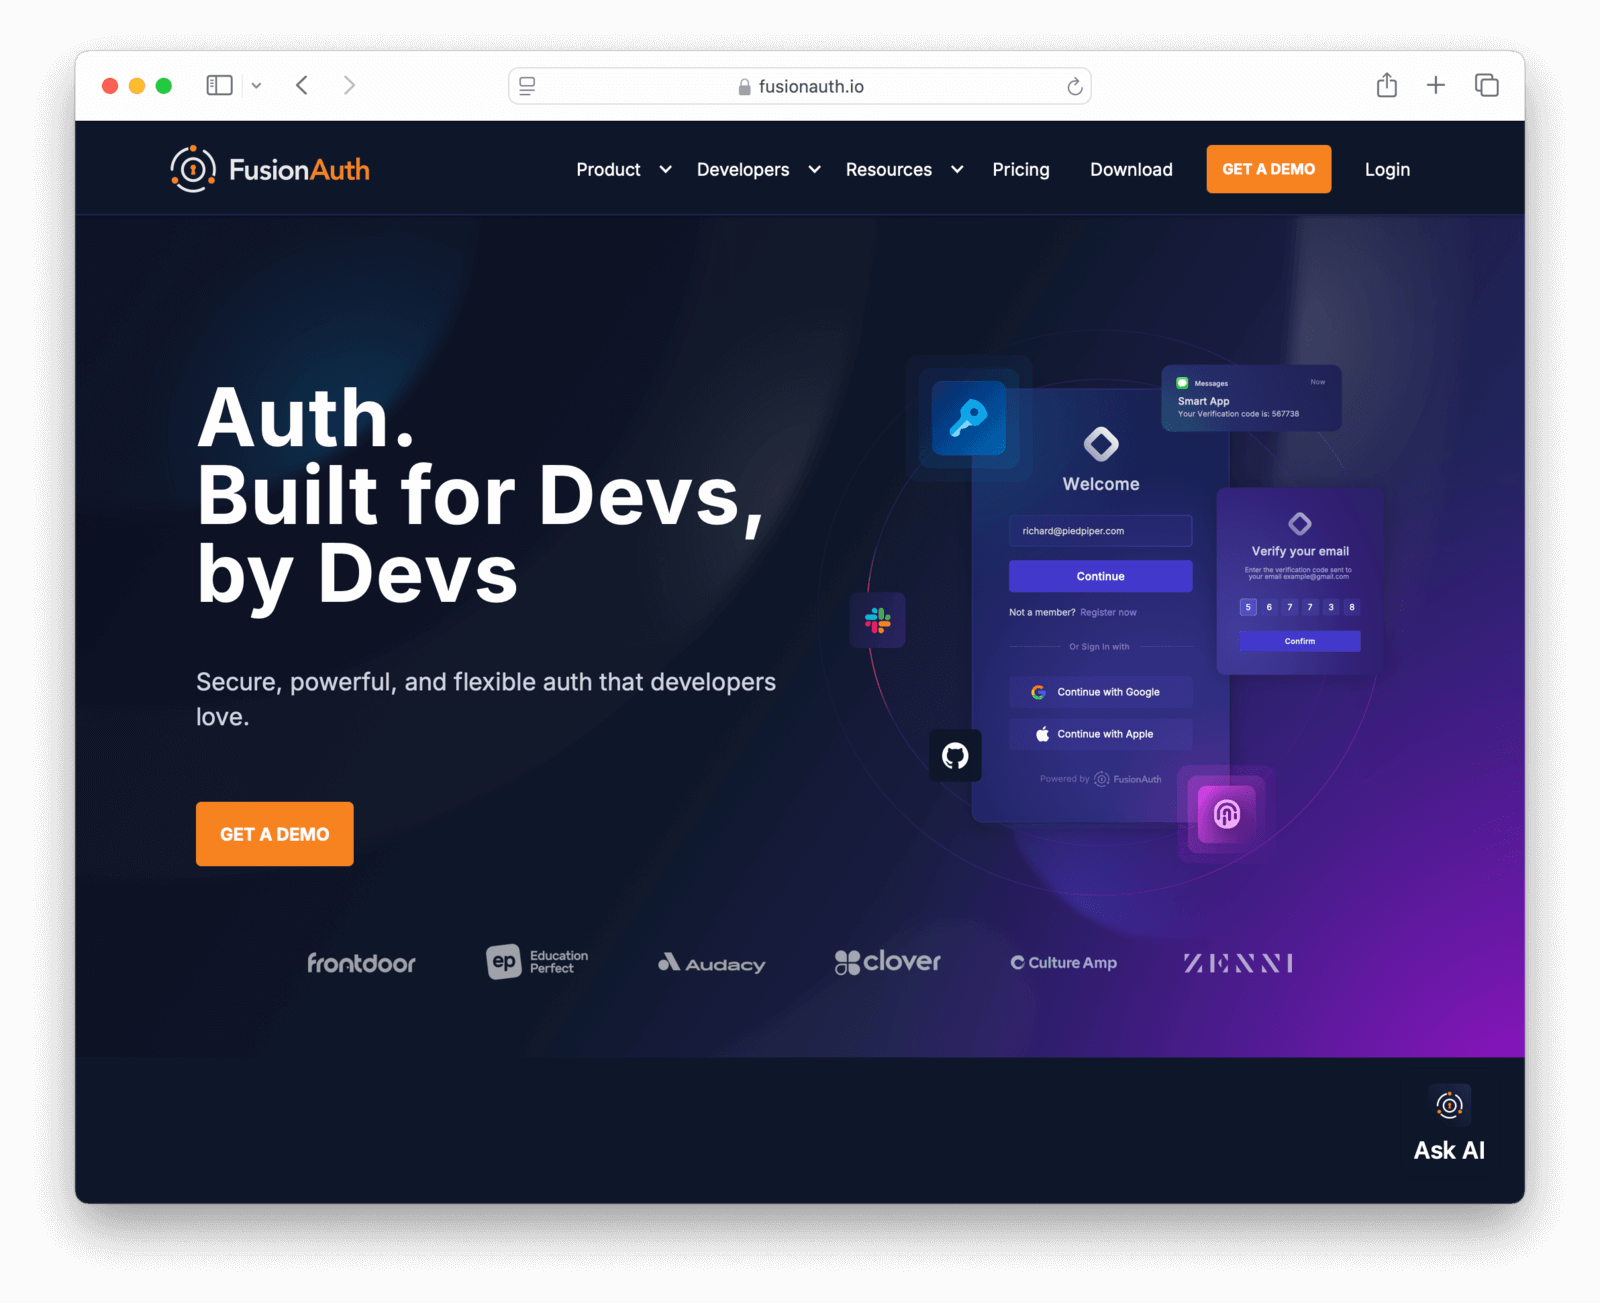 fusionauth.io
FusionAuth
Product
Developers
Resources
Pricing
Download
GET A DEMO
Login
Auth.
Built for Devs,
by Devs
Secure, powerful, and flexible auth that developers
love.
GET A DEMO
Messages
Now
Smart App
Your Verification code is: 567738
Welcome
richard@piedpiper.com
Continue
Not a member? Register now
Or Sign In with
Continue with Google
Continue with Apple
Powered by FusionAuth
Verify your email
Enter the verification code sent to
your email example@gmail.com
5 6 7 7 3 8
Confirm
frontdoor
ep Education
Perfect
Audacy
clover
Culture Amp
ZENNI
Ask AI